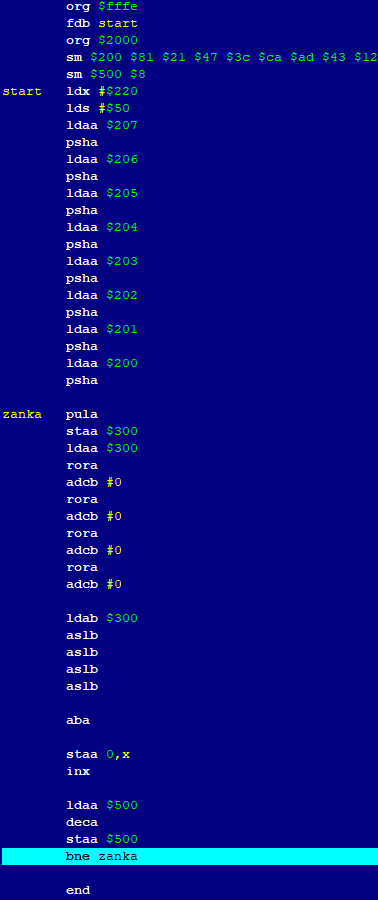 org $fffe
fdb start
org $2000
sm $200 $81 $21 $47 $3c $ca $ad $43 $12
sm $500 $8
start ldx #$220
lds #$50
ldaa $207
psha
ldaa $206
psha
ldaa $205
psha
ldaa $204
psha
ldaa $203
psha
ldaa $202
psha
ldaa $201
psha
ldaa $200
psha
zanka pula
staa $300
ldaa $300
rora
adcb #0
rora
adcb #0
rora
adcb #0
rora
adcb #0
ldab $300
aslb
aslb
aslb
aslb
aba
staa 0,x
inx
ldaa $500
deca
staa $500
bne zanka
end